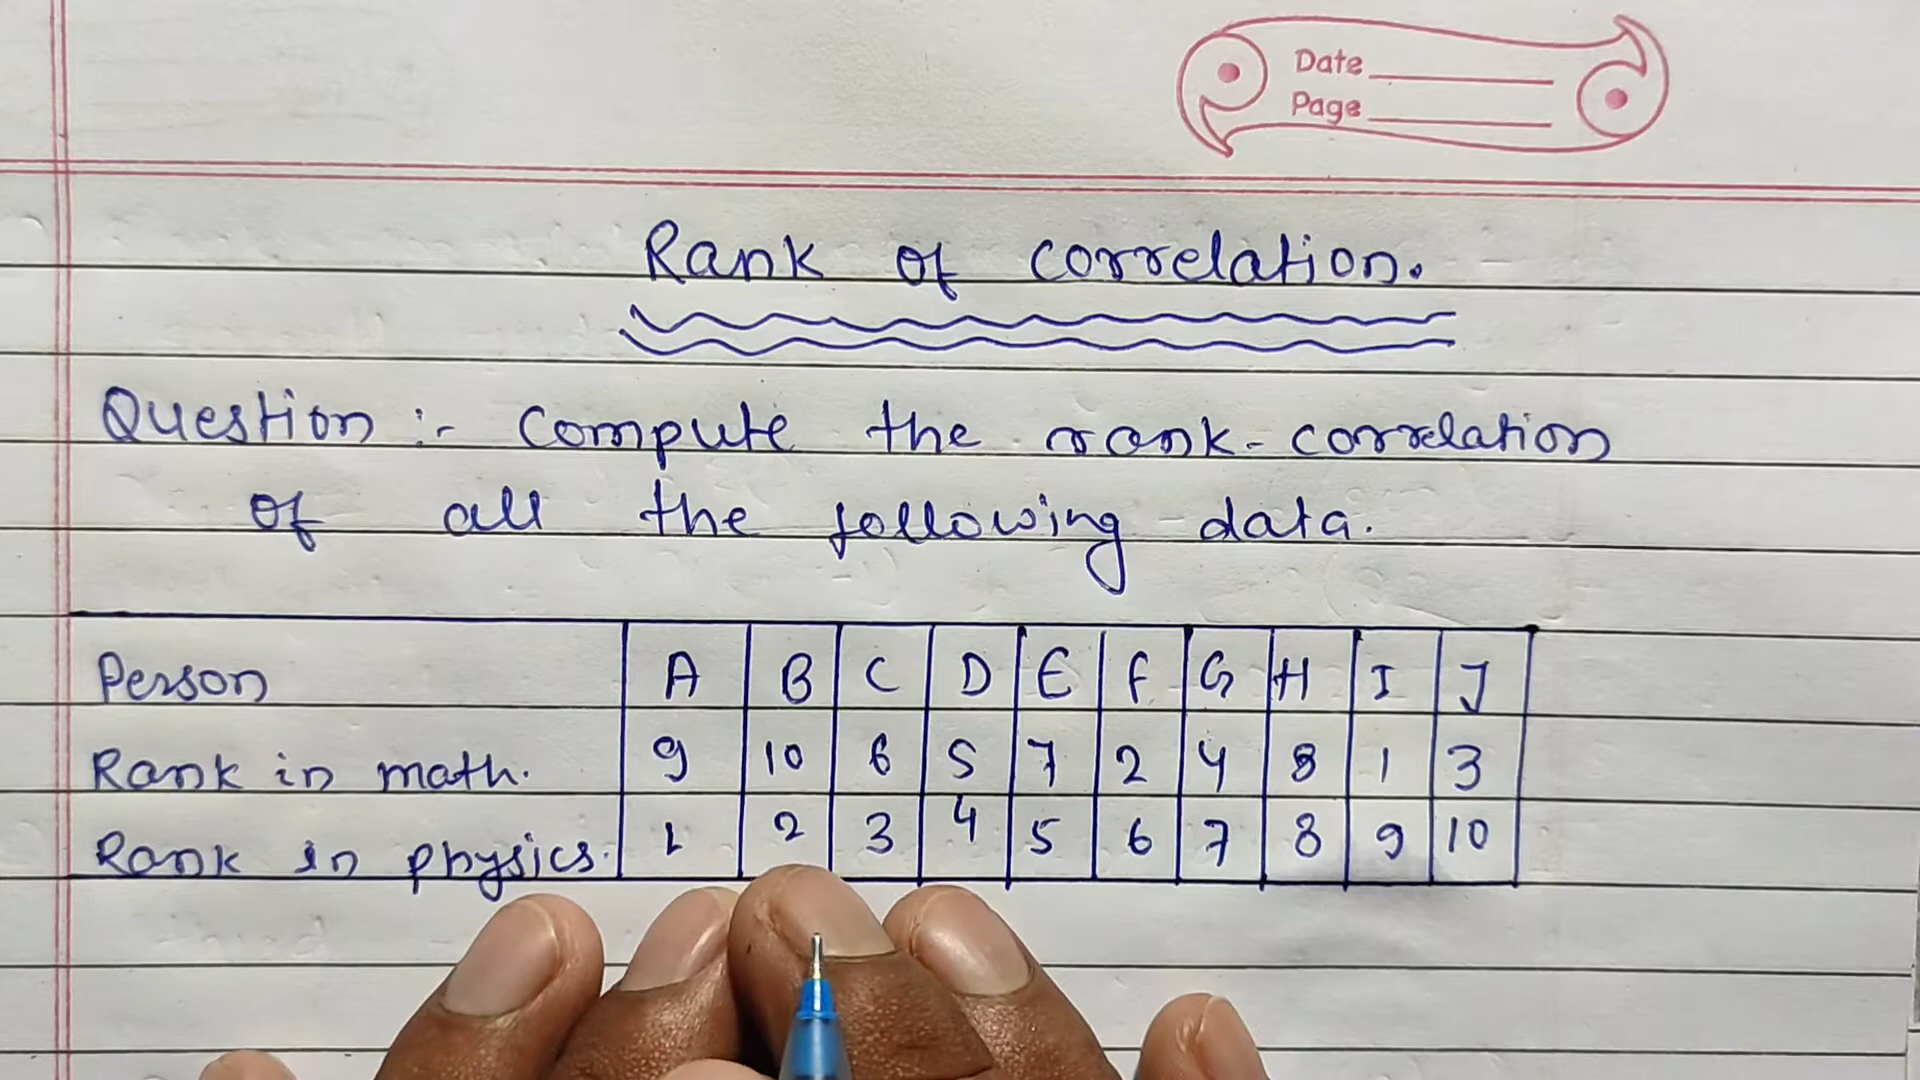 Date
Page
Rank of correlation.
Question :- Compute the rank-correlation
of all the following data.
Person A B C D E F G H I J
Rank in math. 9 10 6 5 7 2 4 8 1 3
Rank in physics. 1 2 3 4 5 6 7 8 9 10